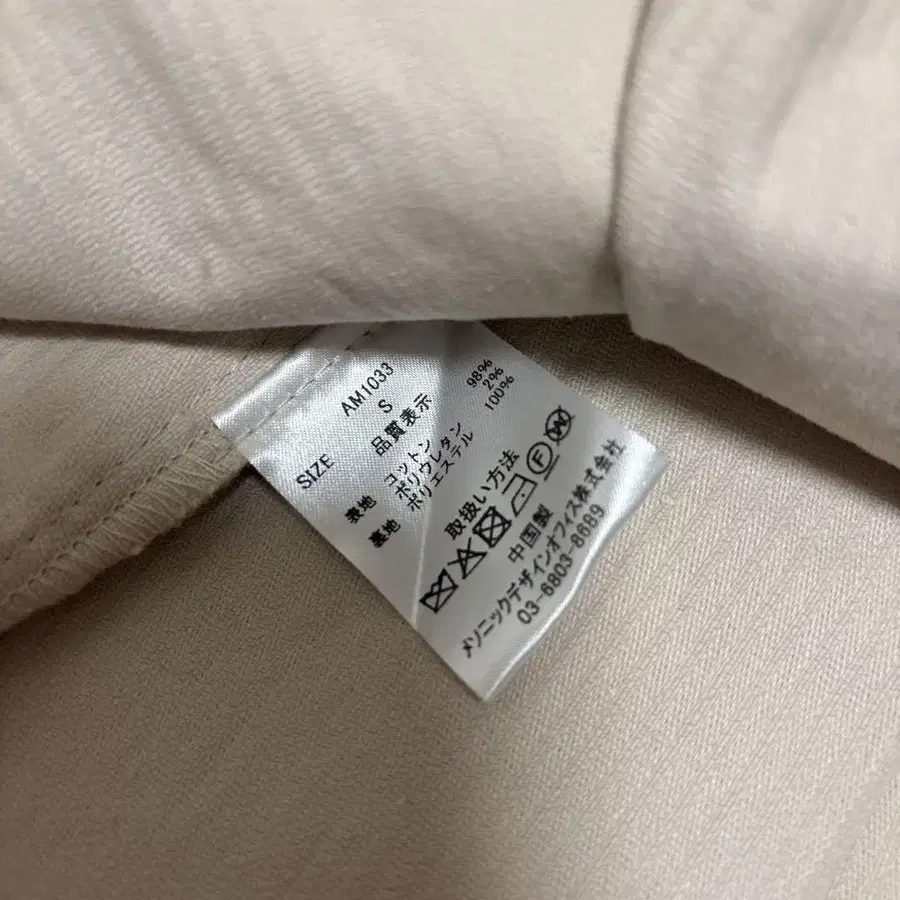 AM1033
SIZE S
品質表示
表地 コットン 98%
ポリウレタン 2%
裏地 ポリエステル 100%
取扱い方法
F W
中国製
メソニックデザインオフィス株式会社
03-6803-8689